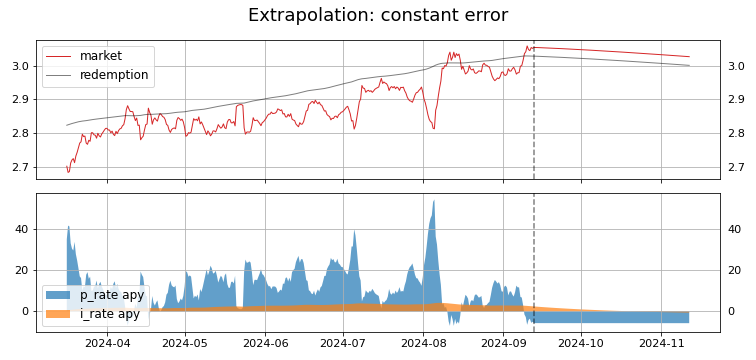 Extrapolation: constant error
market
redemption
3.0 3.0
2.9 2.9
2.8 2.8
2.7 2.7
40 40
20 20
0 0
p_rate apy
i_rate apy
2024-04 2024-05 2024-06 2024-07 2024-08 2024-09 2024-10 2024-11